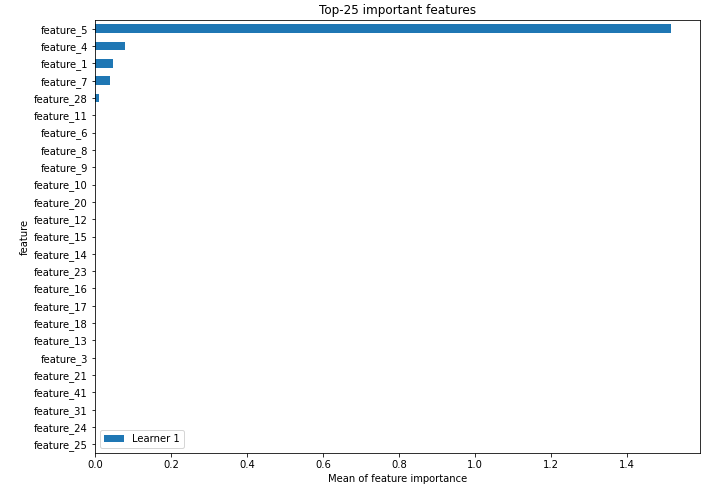 Top-25 important features
feature_5
feature_4
feature_1
feature_7
feature_28
feature_11
feature_6
feature_8
feature_9
feature_10
feature_20
feature_12
feature_15
feature_14
feature_23
feature_16
feature_17
feature_18
feature_13
feature_3
feature_21
feature_41
feature_31
feature_24
feature_25
feature
Learner 1
0.0 0.2 0.4 0.6 0.8 1.0 1.2 1.4
Mean of feature importance